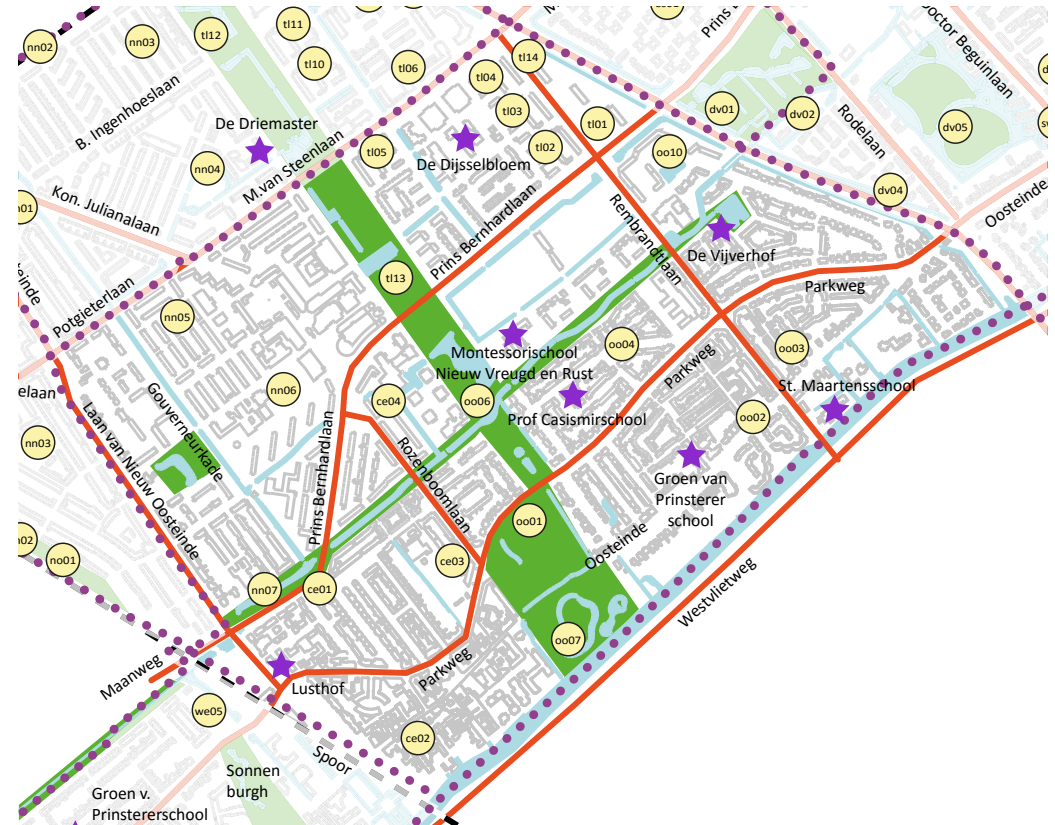 tl11
tl12
nn03
nn02
tl10
tl06
tl14
tl04
tl03
tl02
tl01
tl05
B. Ingenhoeslaan
De Driemaster
De Dijsselbloem
nn04
M.van Steenlaan
Kon. Julianalaan
Doctor Beguinlaan
dv01
dv02
dv05
Rodelaan
dv04
oo10
Oosteinde
Rembrandtlaan
De Vijverhof
Prins Bernhardlaan
tl13
Parkweg
Potgieterlaan
nn05
Montessorischool
Nieuw Vreugd en Rust
oo04
oo03
St. Maartensschool
Parkweg
nn06
ce04
oo06
Prof Casismirschool
oo02
elaan
nn03
Gouverneurkade
Laan van Nieuw Oosteinde
Prins Bernhardlaan
Rozenboomlaan
Groen van
Prinsterer
school
oo01
Oosteinde
no01
nn07
ce01
ce03
Westvlietweg
oo07
Maanweg
Lusthof
Parkweg
we05
ce02
Spoor
Sonnen
burgh
Groen v.
Prinstererschool